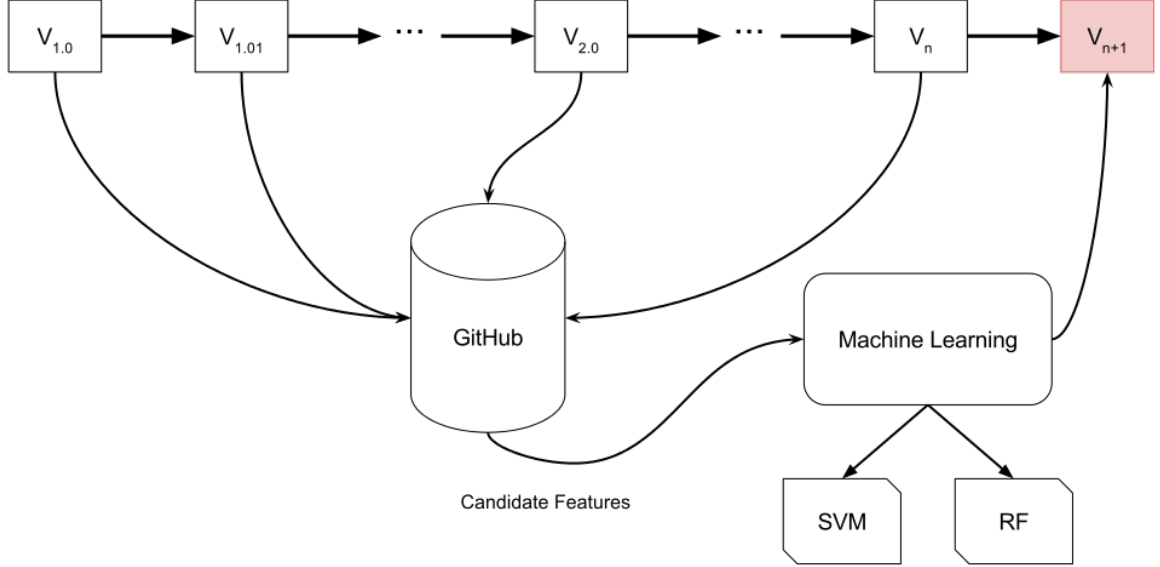 V1.0 V1.01 ... V2.0 ... Vn Vn+1
GitHub
Machine Learning
Candidate Features
SVM RF